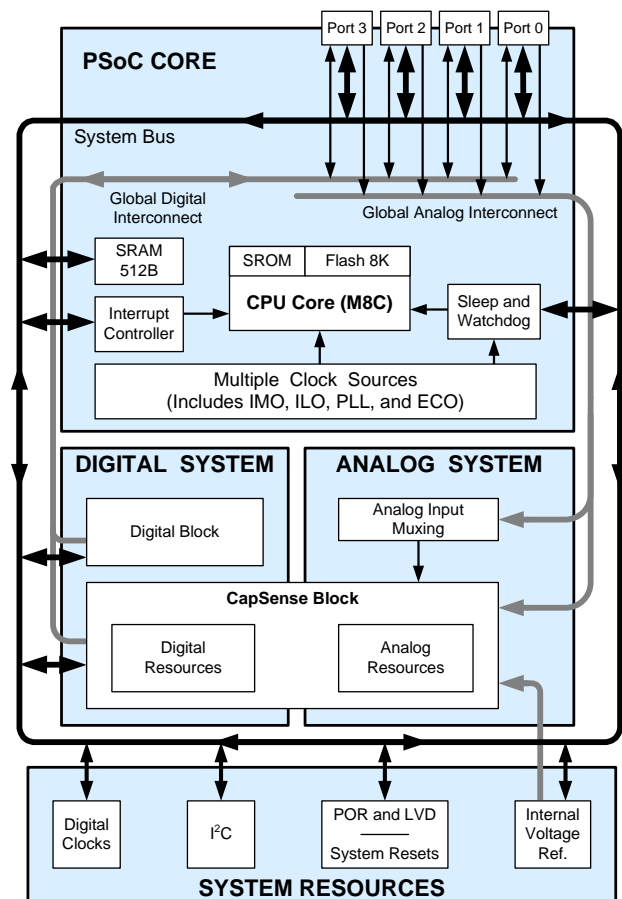 Port 3 Port 2 Port 1 Port 0
PSoC CORE
System Bus
Global Digital
Interconnect
Global Analog Interconnect
SRAM
512B
SROM Flash 8K
CPU Core (M8C)
Interrupt
Controller
Sleep and
Watchdog
Multiple Clock Sources
(Includes IMO, ILO, PLL, and ECO)
DIGITAL SYSTEM
ANALOG SYSTEM
Digital Block
Analog Input
Muxing
CapSense Block
Digital
Resources
Analog
Resources
Digital
Clocks
I²C
POR and LVD
System Resets
Internal
Voltage
Ref.
SYSTEM RESOURCES